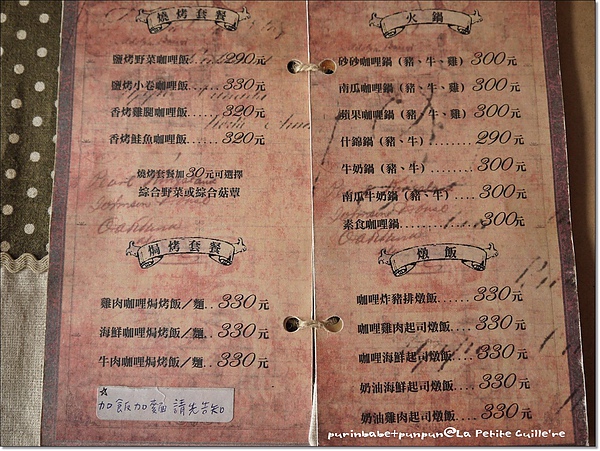 燒烤套餐
鹽烤野菜咖哩飯......290元
鹽烤小卷咖哩飯......330元
香烤雞腿咖哩飯......320元
香烤鮭魚咖哩飯......320元
燒烤套餐加30元可選擇
綜合野菜或綜合菇蕈
焗烤套餐
雞肉咖哩焗烤飯／麵..330元
海鮮咖哩焗烤飯／麵..330元
牛肉咖哩焗烤飯／麵..330元
加飯加麵 請先告知
火鍋
砂砂咖哩鍋（豬、牛、雞）300元
南瓜咖哩鍋（豬、牛、雞）300元
蘋果咖哩鍋（豬、牛、雞）300元
什錦鍋（豬、牛）........290元
牛奶鍋（豬、牛）........300元
南瓜牛奶鍋（豬、牛）....300元
素食咖哩鍋............300元
燉飯
咖哩炸豬排燉飯......330元
咖哩雞肉起司燉飯....330元
咖哩海鮮起司燉飯....330元
奶油海鮮起司燉飯....330元
奶油雞肉起司燉飯....330元
purinbabetpunpun@La Petite Cuille're